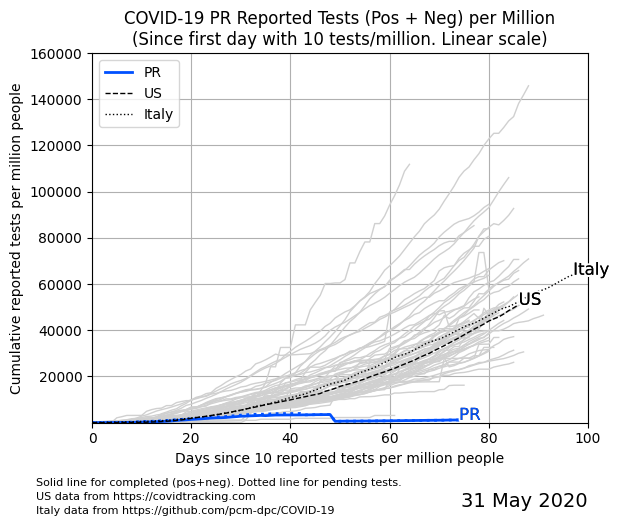 COVID-19 PR Reported Tests (Pos + Neg) per Million
(Since first day with 10 tests/million. Linear scale)
Cumulative reported tests per million people
160000
140000
120000
100000
80000
60000
40000
20000
PR
US
Italy
Italy
US
PR
0 20 40 60 80 100
Days since 10 reported tests per million people
Solid line for completed (pos+neg). Dotted line for pending tests.
US data from https://covidtracking.com
Italy data from https://github.com/pcm-dpc/COVID-19
31 May 2020